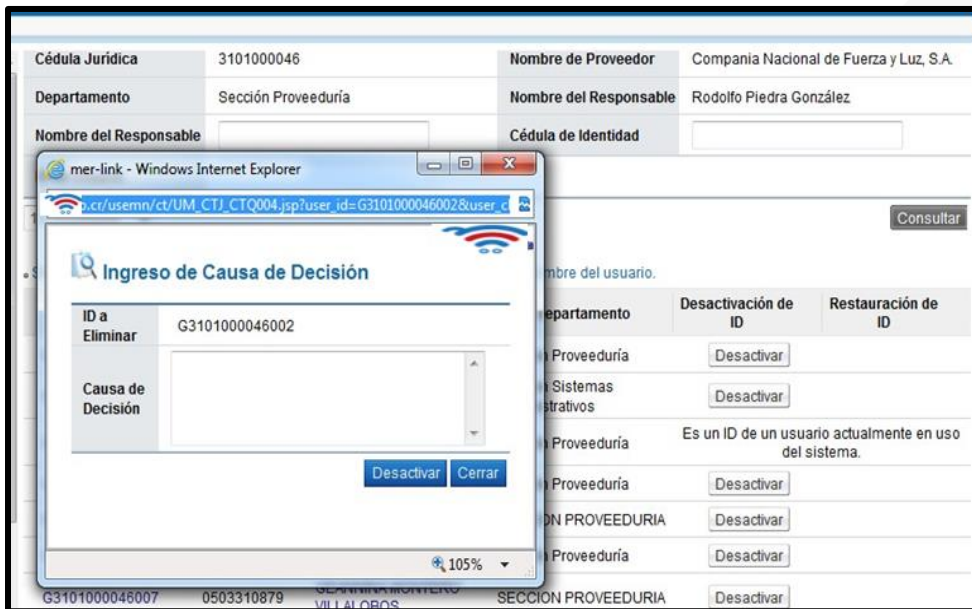 Cédula Jurídica 3101000046 Nombre de Proveedor Compania Nacional de Fuerza y Luz, S.A.
Departamento Sección Proveeduría Nombre del Responsable Rodolfo Piedra González
Nombre del Responsable Cédula de Identidad
mer-link - Windows Internet Explorer
o.cr/usemn/ct/UM_CTJ_CTQ004.jsp?user_id=G3101000046002&user_c
Consultar
Ingreso de Causa de Decisión
mbre del usuario.
ID a Eliminar G3101000046002
Causa de Decisión
Desactivar Cerrar
105%
epartamento Desactivación de ID Restauración de ID
Proveeduría Desactivar
Sistemas
strativos Desactivar
Proveeduría Es un ID de un usuario actualmente en uso del sistema.
Proveeduría Desactivar
ON PROVEEDURIA Desactivar
Proveeduría Desactivar
G3101000046007 0503310879 GEANNINA MONTERO VILLALOBOS SECCION PROVEEDURIA Desactivar